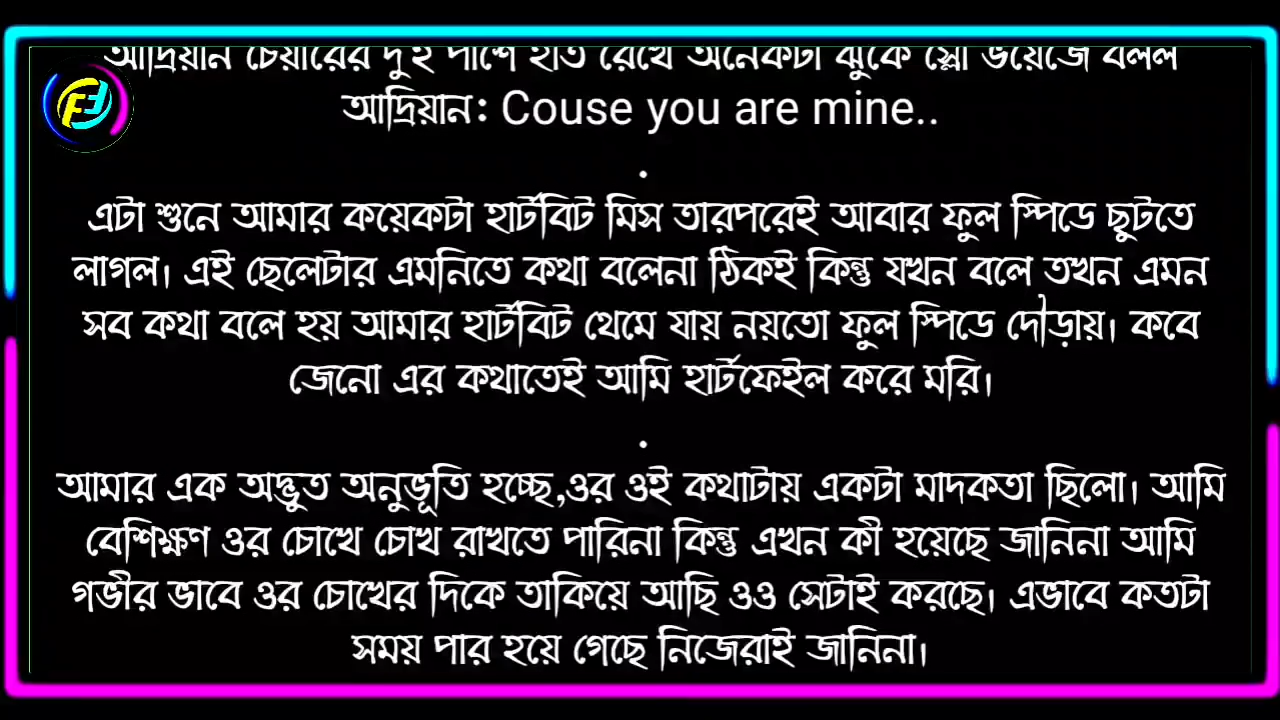 আদ্রিয়ান চেয়ারের দুই পাশে হাত রেখে অনেকটা ঝুকে স্লো ভয়েজে বলল
আদ্রিয়ান: Couse you are mine..
.
এটা শুনে আমার কয়েকটা হার্টবিট মিস তারপরেই আবার ফুল স্পিডে ছুটতে
লাগল। এই ছেলেটার এমনিতে কথা বলেনা ঠিকই কিন্তু যখন বলে তখন এমন
সব কথা বলে হয় আমার হার্টবিট থেমে যায় নয়তো ফুল স্পিডে দৌড়ায়। কবে
জেনো এর কথাতেই আমি হার্টফেইল করে মরি।
.
আমার এক অদ্ভুত অনুভূতি হচ্ছে,ওর ওই কথাটায় একটা মাদকতা ছিলো। আমি
বেশিক্ষণ ওর চোখে চোখ রাখতে পারিনা কিন্তু এখন কী হয়েছে জানিনা আমি
গভীর ভাবে ওর চোখের দিকে তাকিয়ে আছি ওও সেটাই করছে। এভাবে কতটা
সময় পার হয়ে গেছে নিজেরাই জানিনা।